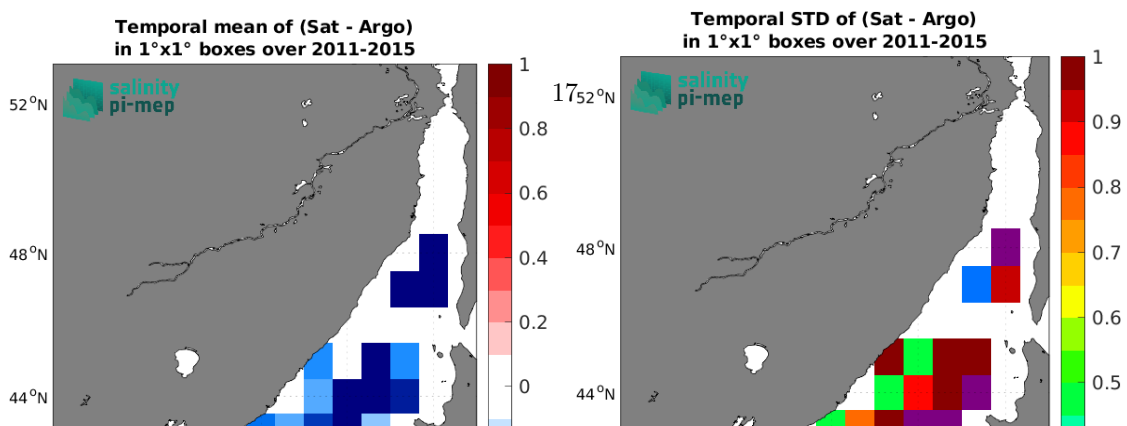 Temporal mean of (Sat - Argo)
in 1°x1° boxes over 2011-2015
salinity
pi-mep
52°N
48°N
44°N
1
0.8
0.6
0.4
0.2
0
17
Temporal STD of (Sat - Argo)
in 1°x1° boxes over 2011-2015
salinity
pi-mep
52°N
48°N
44°N
1
0.9
0.8
0.7
0.6
0.5